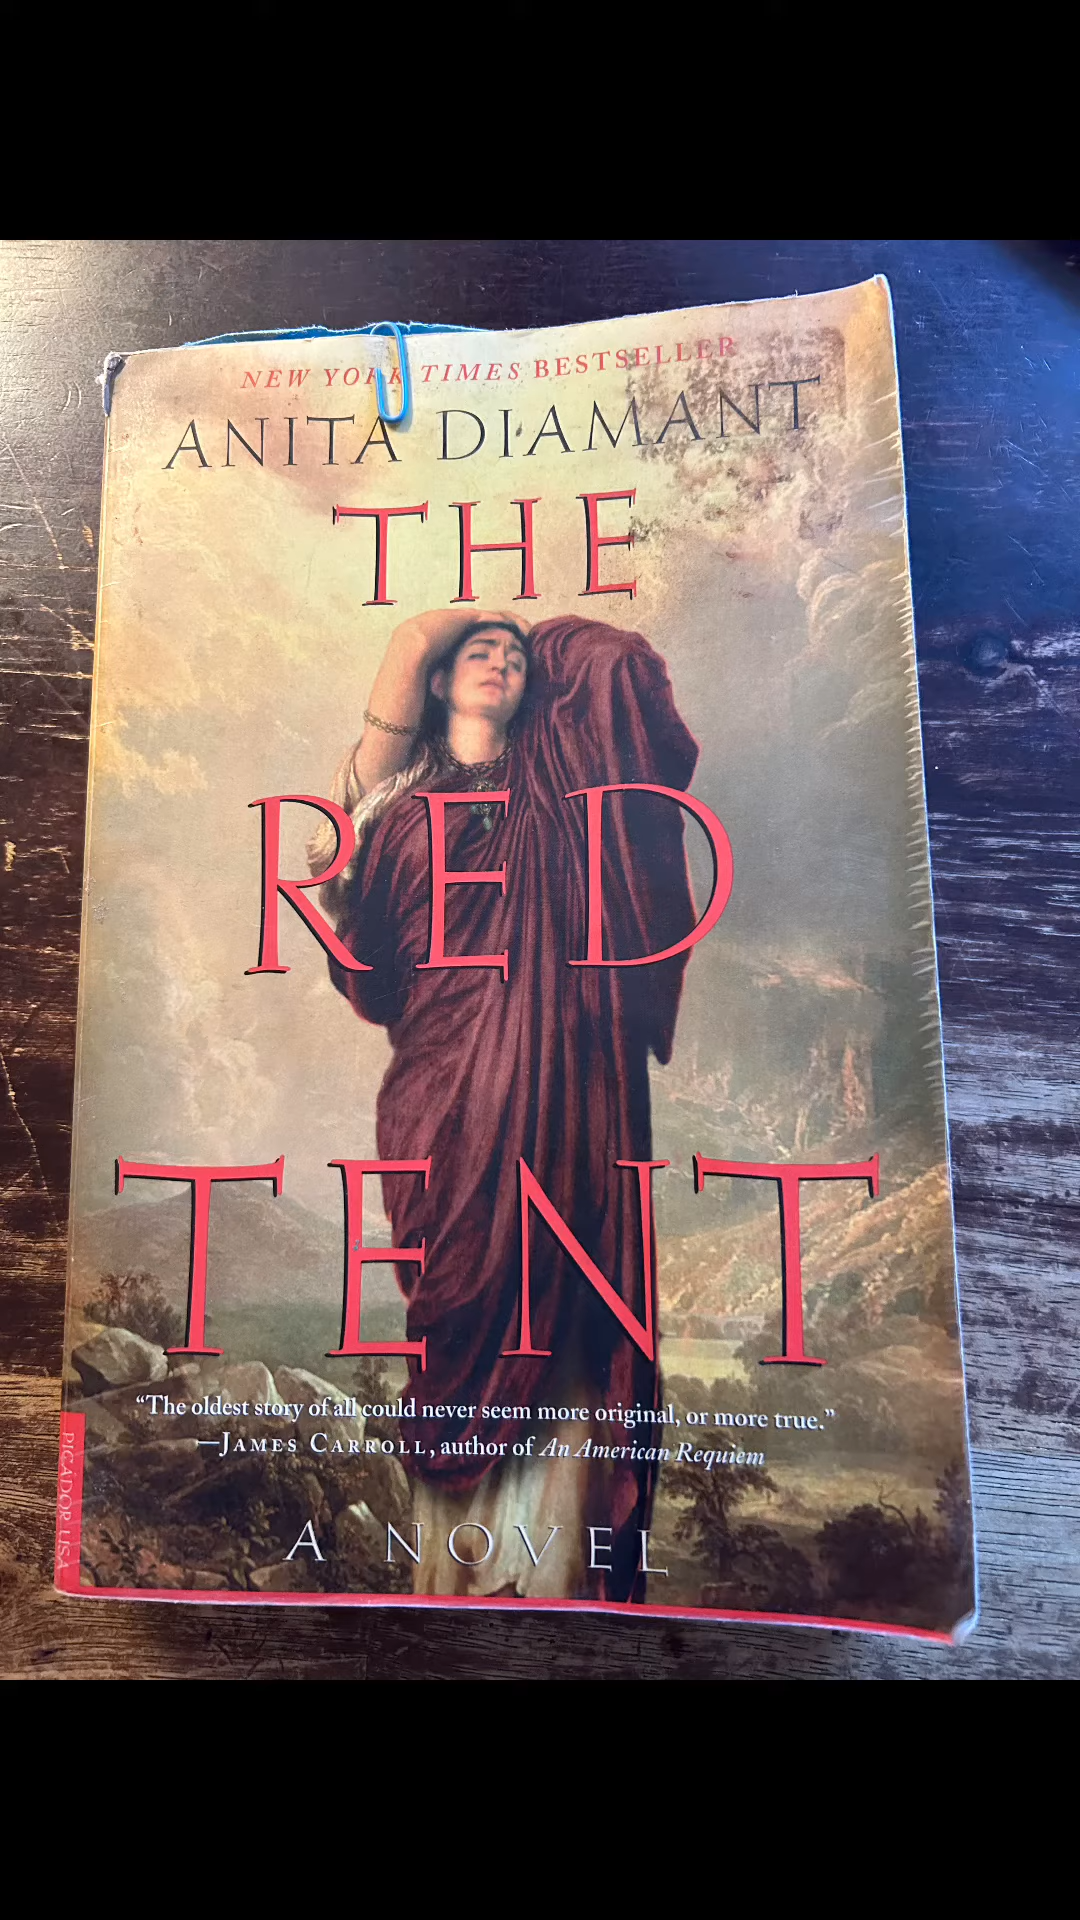 NEW YORK TIMES BESTSELLER
ANITA DIAMANT
THE
RED
TENT
“The oldest story of all could never seem more original, or more true.”
—JAMES CARROLL, author of An American Requiem
A NOVEL
PICADOR USA